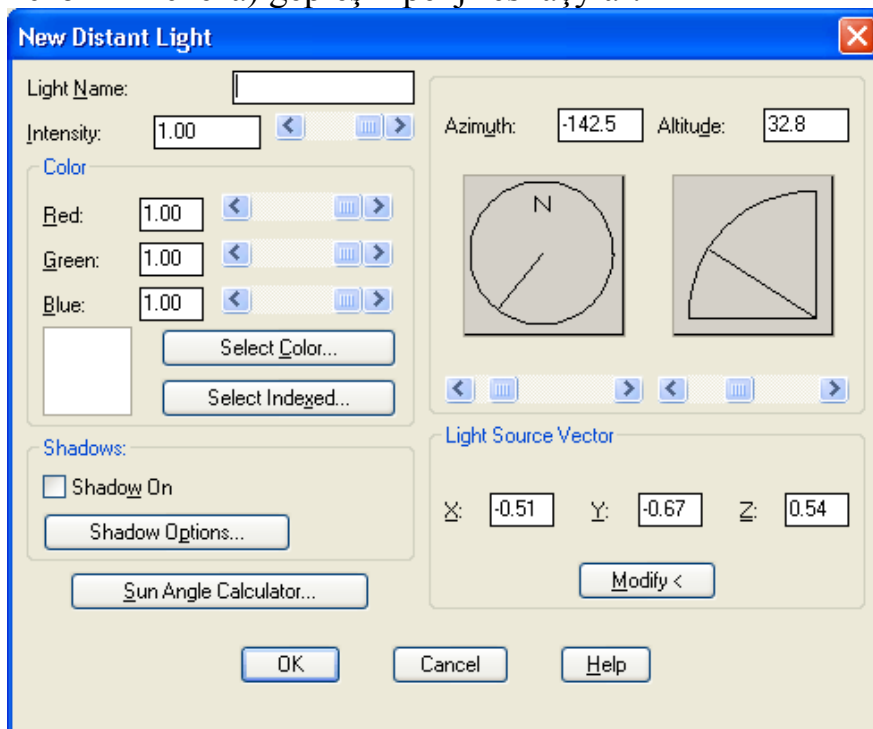 New Distant Light
Light Name:
Intensity: 1.00
Color
Red: 1.00
Green: 1.00
Blue: 1.00
Select Color...
Select Indexed...
Shadows:
Shadow On
Shadow Options...
Sun Angle Calculator...
Azimuth: -142.5 Altitude: 32.8
N
Light Source Vector
X: -0.51 Y: -0.67 Z: 0.54
Modify <
OK Cancel Help